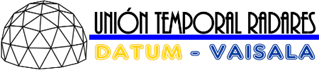 UNIÓN TEMPORAL RADARES
DATUM - VAISALA